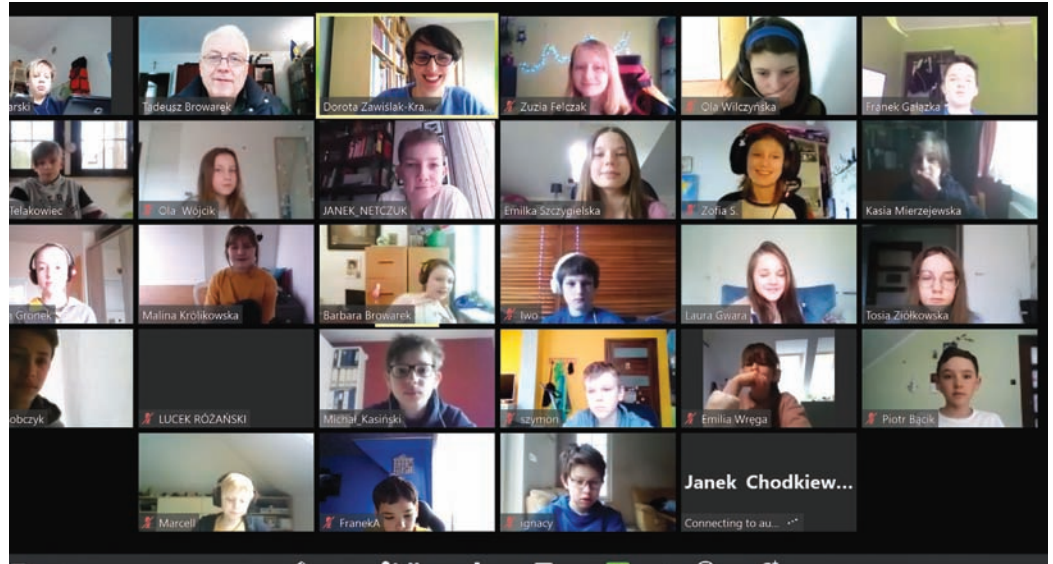 arski
Tadeusz Browarek
Dorota Zawiślak-Kra...
Zuzia Felczak
Ola Wilczyńska
Franek Gałązka
Telakowiec
Ola Wójcik
JANEK_NETCZUK
Emilka Szczygielska
Zofia S.
Kasia Mierzejewska
Gronek
Malina Królikowska
Barbara Browarek
Iwo
Laura Gwara
Tosia Ziółkowska
obczyk
LUCEK RÓŻAŃSKI
Michał_Kasiński
szymon
Emilia Wręga
Piotr Bącik
Marcell
FranekA
ignacy
Janek Chodkiew...
Connecting to au...